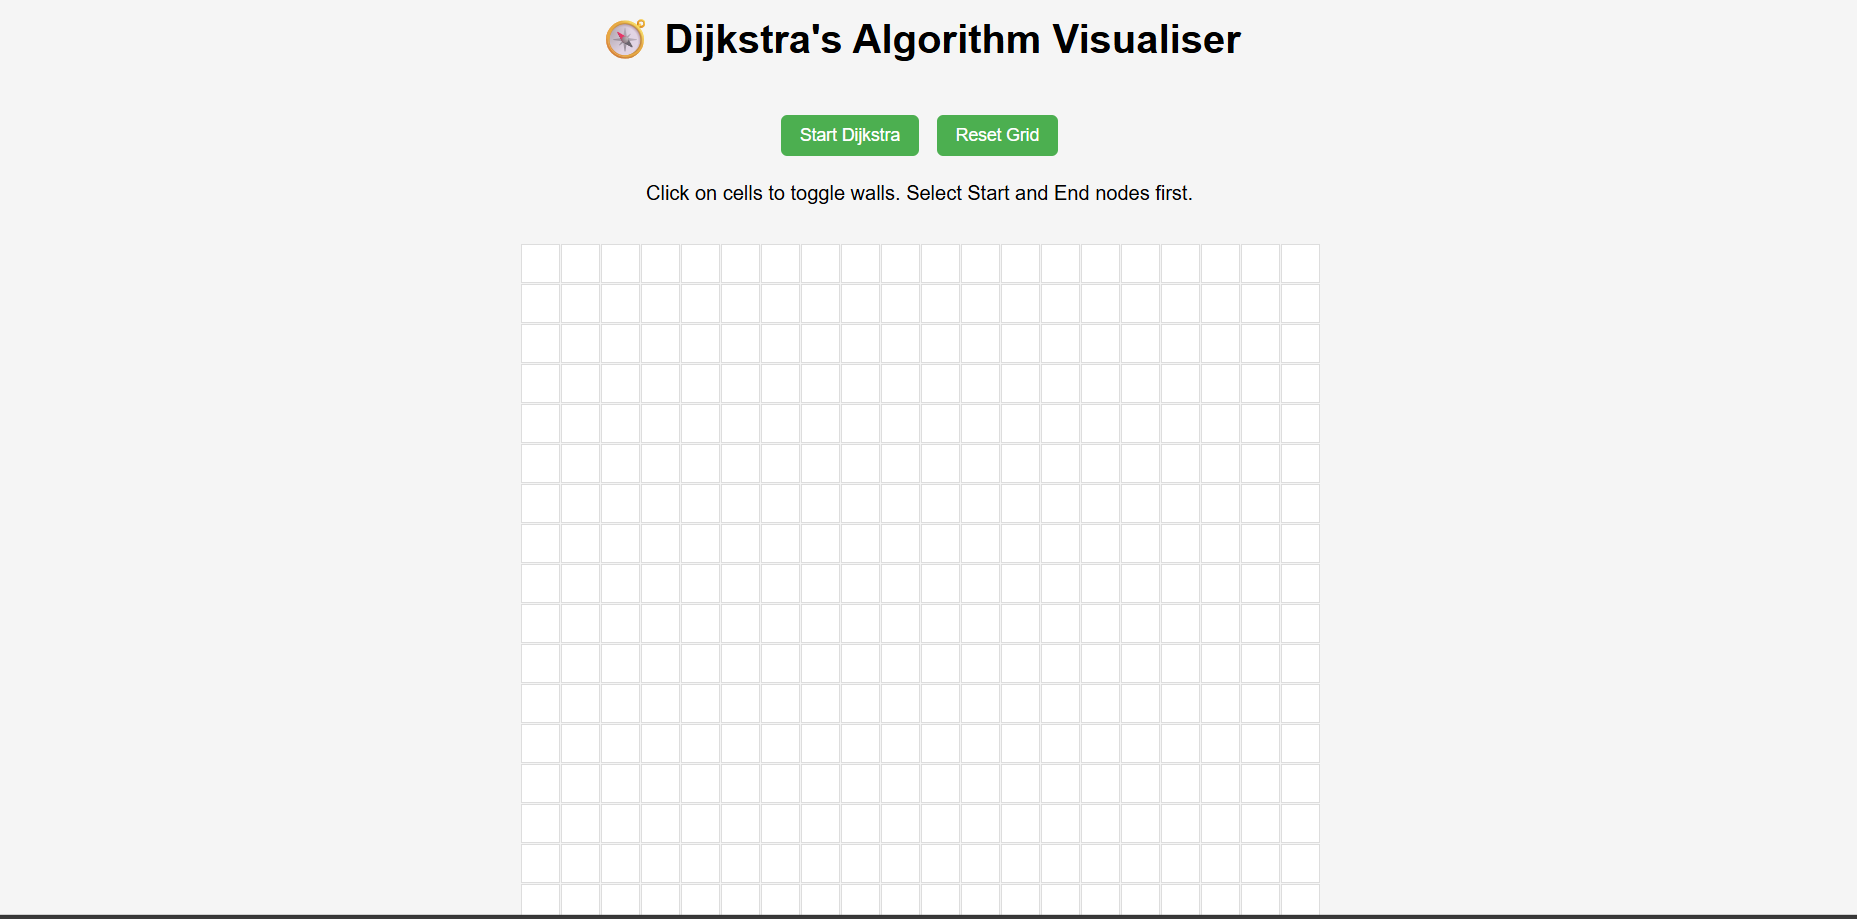 Dijkstra's Algorithm Visualiser
Start Dijkstra
Reset Grid
Click on cells to toggle walls. Select Start and End nodes first.